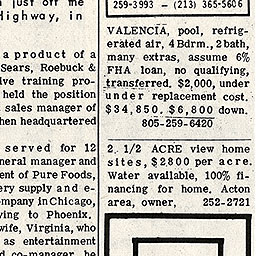 n just off the
Highway, in
a product of a
Sears, Roebuck &
ve training pro-
held the position
sales manager of
hen headquartered
served for 12
neral manager and
ent of Pure Foods,
ery supply and e-
mpany in Chicago,
ving to Phoenix.
wife, Virginia, who
as entertainment
d co-manager, he
259-3993 — (213) 365-5606
VALENCIA, pool, refrig-
erated air, 4 Bdrm., 2 bath,
many extras, assume 6%
FHA loan, no qualifying,
transferred. $2,000, under
under replacement cost.
$34,850, $6,800 down.
805-259-6420
2 1/2 ACRE view home
sites, $2800 per acre.
Water available, 100% fi-
nancing for home. Acton
area, owner, 252-2721